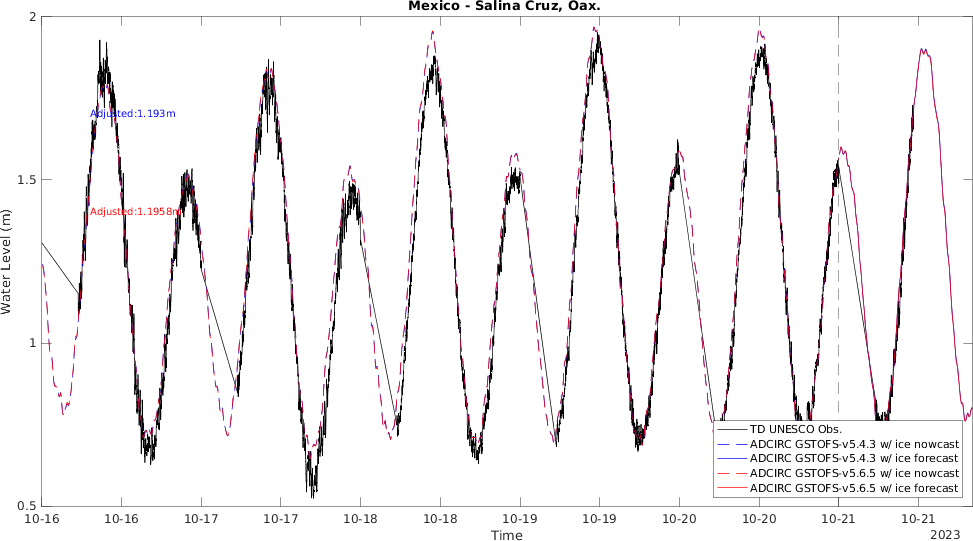 Mexico - Salina Cruz, Oax.
2
1.5
1
0.5
Water Level (m)
Adjusted:1.193m
Adjusted:1.1958m
TD UNESCO Obs.
ADCIRC GSTOFS-v5.4.3 w/ ice nowcast
ADCIRC GSTOFS-v5.4.3 w/ ice forecast
ADCIRC GSTOFS-v5.6.5 w/ ice nowcast
ADCIRC GSTOFS-v5.6.5 w/ ice forecast
10-16 10-16 10-17 10-17 10-18 10-18 10-19 10-19 10-20 10-20 10-21 10-21
Time
2023